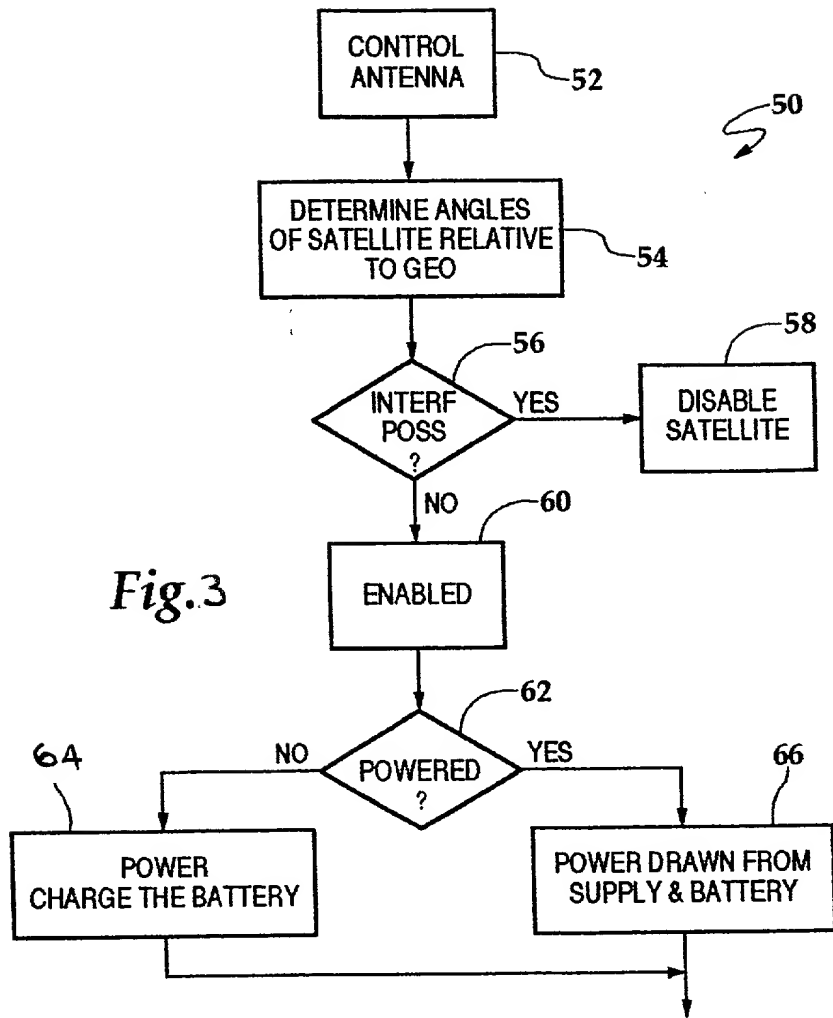 CONTROL
ANTENNA
52
50
DETERMINE ANGLES
OF SATELLITE RELATIVE
TO GEO
54
56
58
INTERF
POSS
?
YES
DISABLE
SATELLITE
NO
60
ENABLED
Fig.3
62
64
NO
POWERED
?
YES
66
POWER
CHARGE THE BATTERY
POWER DRAWN FROM
SUPPLY & BATTERY